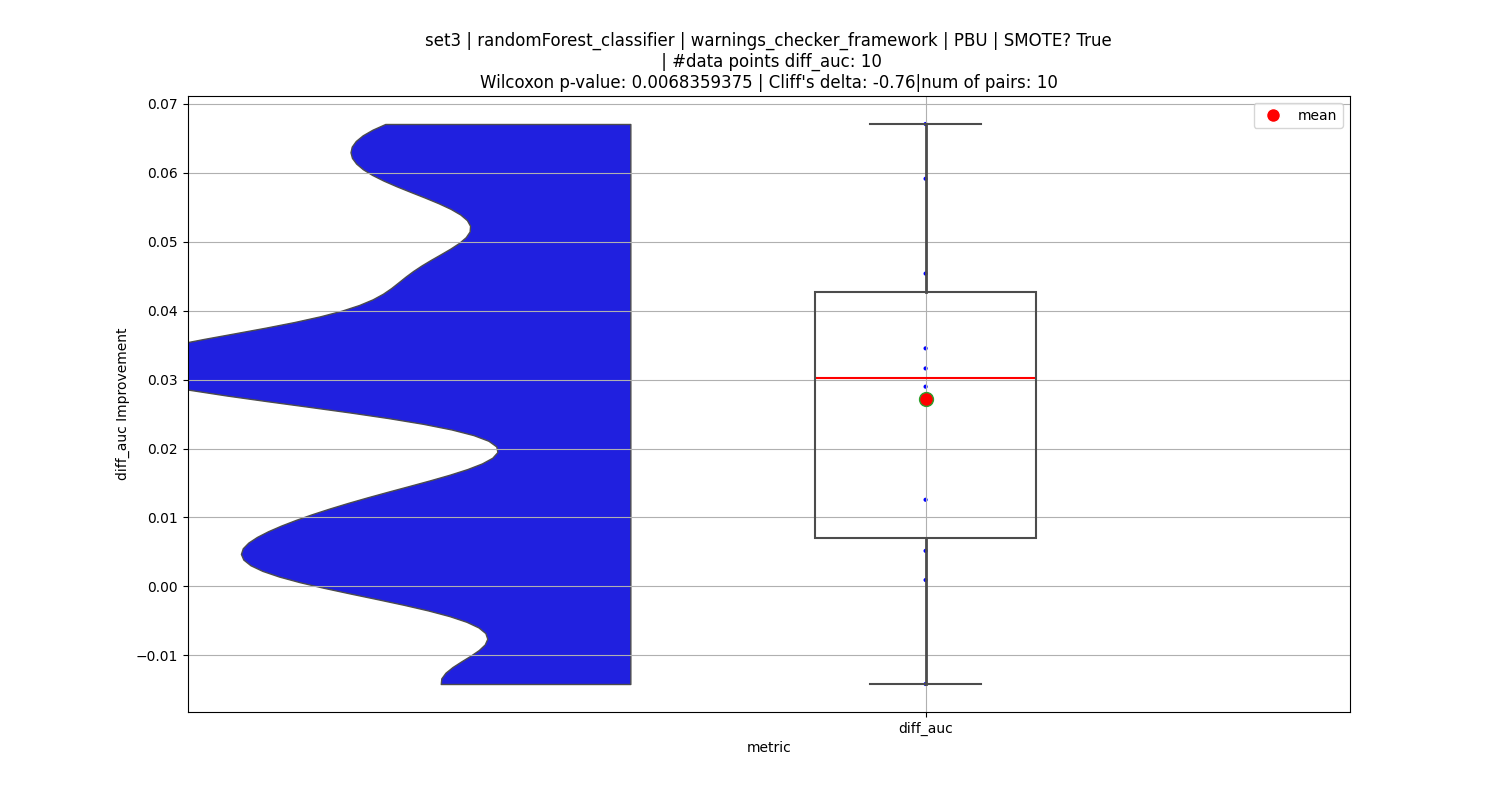 set3 | randomForest_classifier | warnings_checker_framework | PBU | SMOTE? True
| #data points diff_auc: 10
Wilcoxon p-value: 0.0068359375 | Cliff's delta: -0.76|num of pairs: 10
mean
0.07
0.06
0.05
0.04
0.03
0.02
0.01
0.00
−0.01
diff_auc Improvement
diff_auc
metric